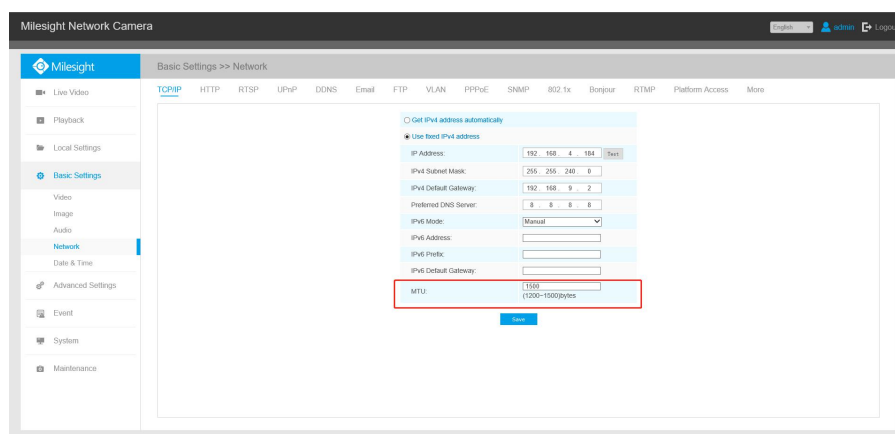 Milesight Network Camera
English admin Logou
Milesight
Basic Settings >> Network
Live Video
Playback
Local Settings
Basic Settings
Video
Image
Audio
Network
Date & Time
Advanced Settings
Event
System
Maintenance
TCP/IP HTTP RTSP UPnP DDNS Email FTP VLAN PPPoE SNMP 802.1x Bonjour RTMP Platform Access More
Get IPv4 address automatically
Use fixed IPv4 address
IP Address: 192 . 168 . 4 . 184 Test
IPv4 Subnet Mask: 255 . 255 . 240 . 0
IPv4 Default Gateway: 192 . 168 . 9 . 2
Preferred DNS Server: 8 . 8 . 8 . 8
IPv6 Mode: Manual
IPv6 Address:
IPv6 Prefix:
IPv6 Default Gateway:
MTU: 1500
(1200~1500)bytes
Save